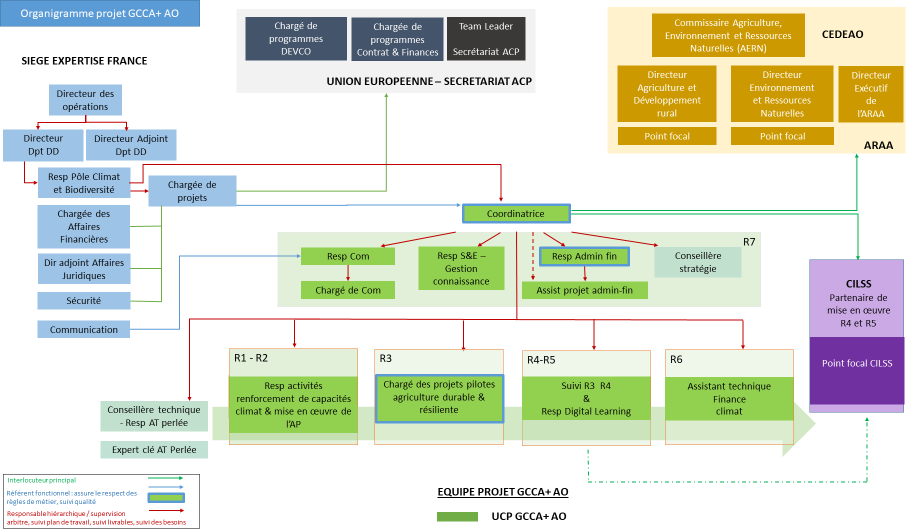 Organigramme projet GCCA+ AO
SIEGE EXPERTISE FRANCE
Directeur des
opérations
Directeur
Dpt DD
Directeur Adjoint
Dpt DD
Resp Pôle Climat
et Biodiversité
Chargée de
projets
Chargée des
Affaires
Financières
Dir adjoint Affaires
Juridiques
Sécurité
Communication
Chargé de
programmes
DEVCO
Chargée de
programmes
Contrat & Finances
Team Leader
Secrétariat ACP
UNION EUROPEENNE – SECRETARIAT ACP
Commissaire Agriculture,
Environnement et Ressources
Naturelles (AERN)
CEDEAO
Directeur
Agriculture et
Développement
rural
Directeur
Environnement
et Ressources
Naturelles
Directeur
Exécutif
de
l'ARAA
Point focal
Point focal
ARAA
Coordinatrice
R7
Resp Com
Chargé de Com
Resp S&E –
Gestion
connaissance
Resp Admin fin
Assist projet admin-fin
Conseillère
stratégie
CILSS
Partenaire de
mise en œuvre
R4 et R5
Point focal CILSS
R1 - R2
Resp activités
renforcement de capacités
climat & mise en œuvre de
l'AP
R3
Chargé des projets pilotes
agriculture durable &
résiliente
R4-R5
Suivi R3 R4
&
Resp Digital Learning
R6
Assistant technique
Finance
climat
Conseillère technique
- Resp AT perlée
Expert clé AT Perlée
Interlocuteur principal
Référent fonctionnel : assure le respect des
règles de métier, suivi qualité
Responsable hiérarchique / supervision
arbitre, suivi plan de travail, suivi livrables, suivi des besoins
EQUIPE PROJET GCCA+ AO
UCP GCCA+ AO